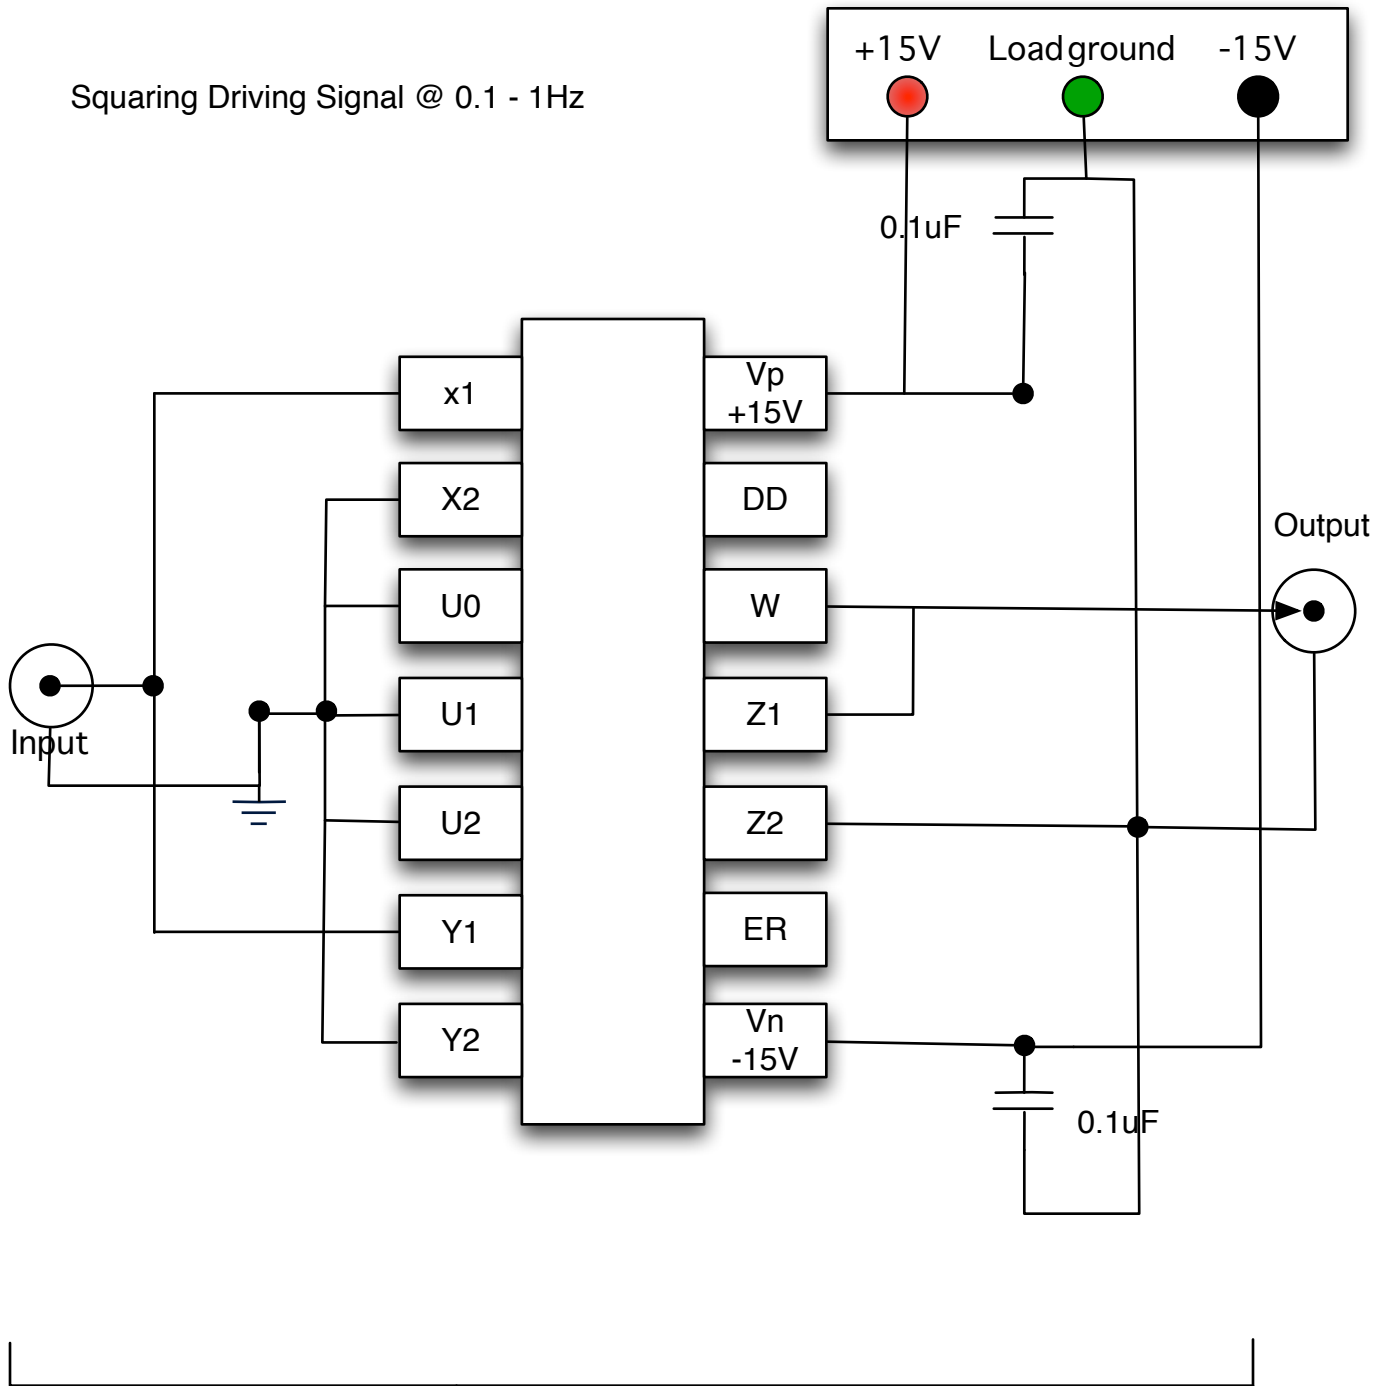 +15V Load ground -15V
Squaring Driving Signal @ 0.1 - 1Hz
0.1uF
x1
Vp
+15V
X2
DD
Output
U0
W
U1
Z1
Input
U2
Z2
Y1
ER
Y2
Vn
-15V
0.1uF